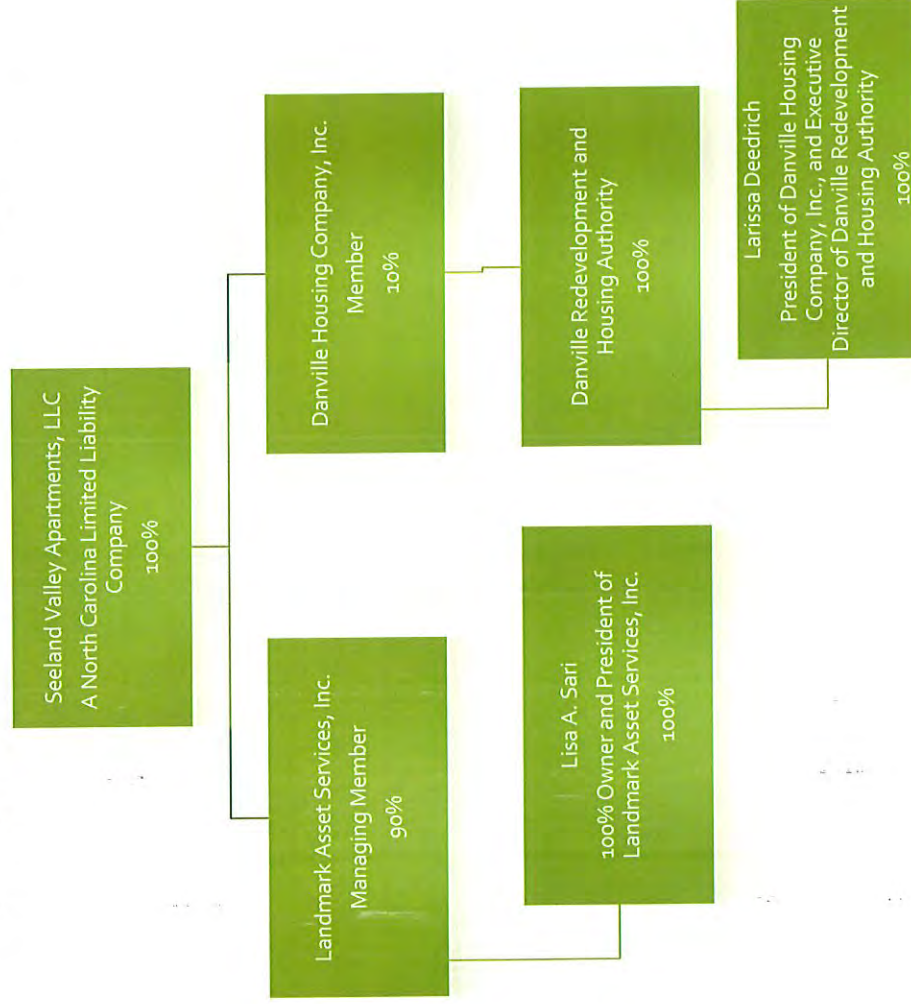 Seeland Valley Apartments, LLC
A North Carolina Limited Liability
Company
100%
Landmark Asset Services, Inc.
Managing Member
90%
Danville Housing Company, Inc.
Member
10%
Lisa A. Sari
100% Owner and President of
Landmark Asset Services, Inc.
100%
Danville Redevelopment and
Housing Authority
100%
Larissa Deedrich
President of Danville Housing
Company, Inc., and Executive
Director of Danville Redevelopment
and Housing Authority
100%